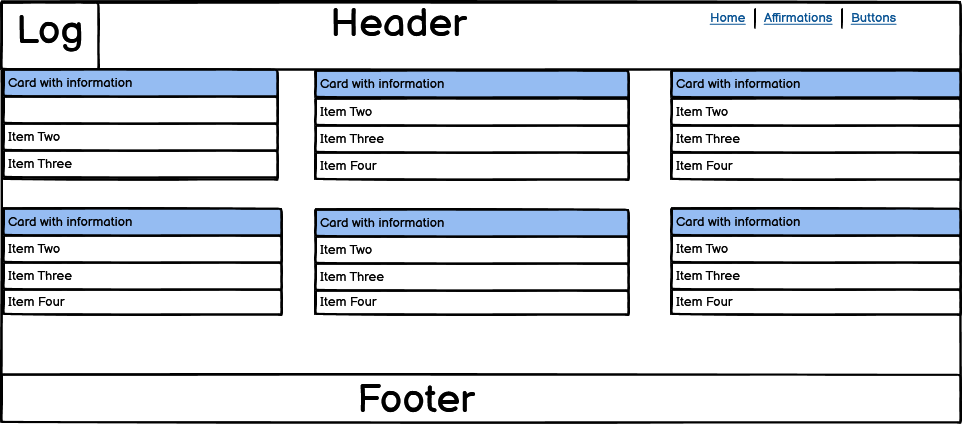 Log
Header
Home | Affirmations | Buttons
Card with information
Item Two
Item Three
Card with information
Item Two
Item Three
Item Four
Card with information
Item Two
Item Three
Item Four
Card with information
Item Two
Item Three
Item Four
Card with information
Item Two
Item Three
Item Four
Card with information
Item Two
Item Three
Item Four
Footer